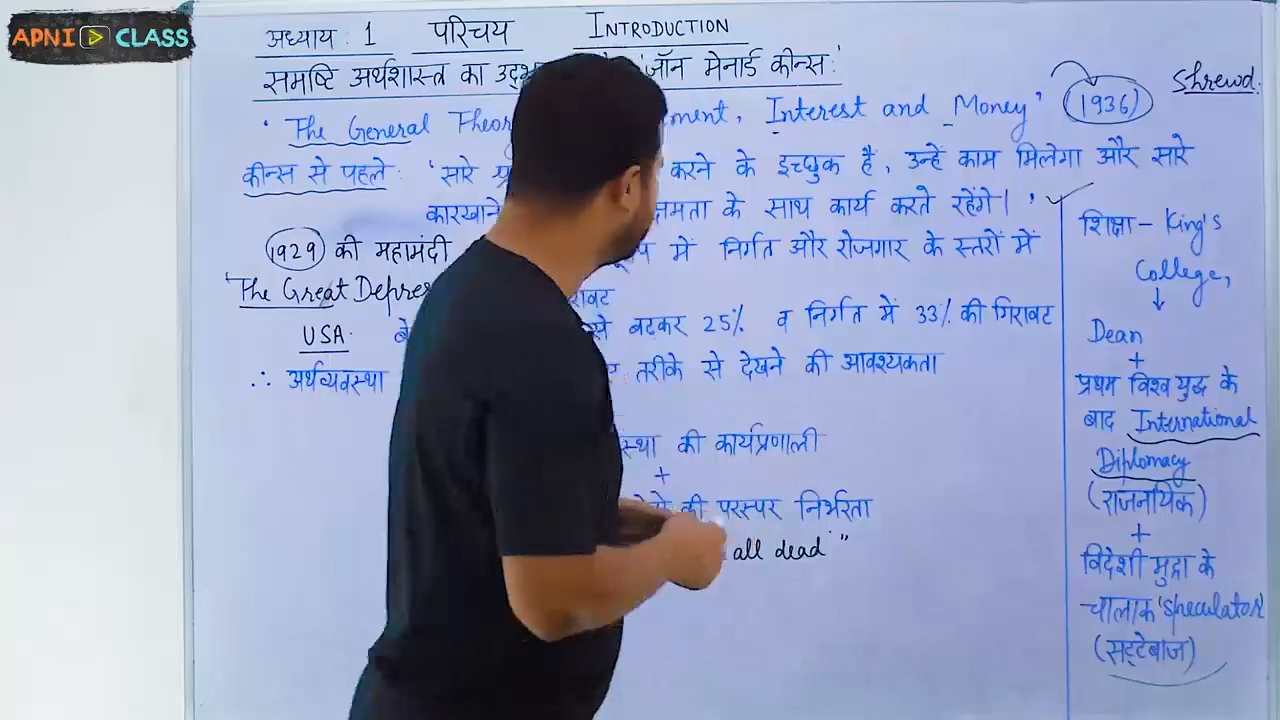 APNI CLASS
अध्याय : 1 परिचय INTRODUCTION
समष्टि अर्थशास्त्र का 'जॉन मेनार्ड कीन्स'
'The General Theory ment, Interest and Money' 1936 Shrewd.
कीन्स से पहले : 'सारे करने के इच्छुक है, उन्हें काम मिलेगा और सारे
कारखाने क्षमता के साथ कार्य करते रहेंगे। '
1929 की महामंदी में निर्गत और रोजगार के स्तरों में
'The Great Depres
USA. से बढ़कर 25% व निर्गत में 33% की गिरावट
∴ अर्थव्यवस्था तरीके से देखने की आवश्यकता
स्था की कार्यप्रणाली
+
की परस्पर निर्भरता
all dead"
शिक्षा - King's
College,
↓
Dean
+
प्रथम विश्व युद्ध के
बाद International
Diplomacy
(राजनयिक)
+
विदेशी मुद्रा के
चालाक 'Speculator'
(सट्टेबाज)